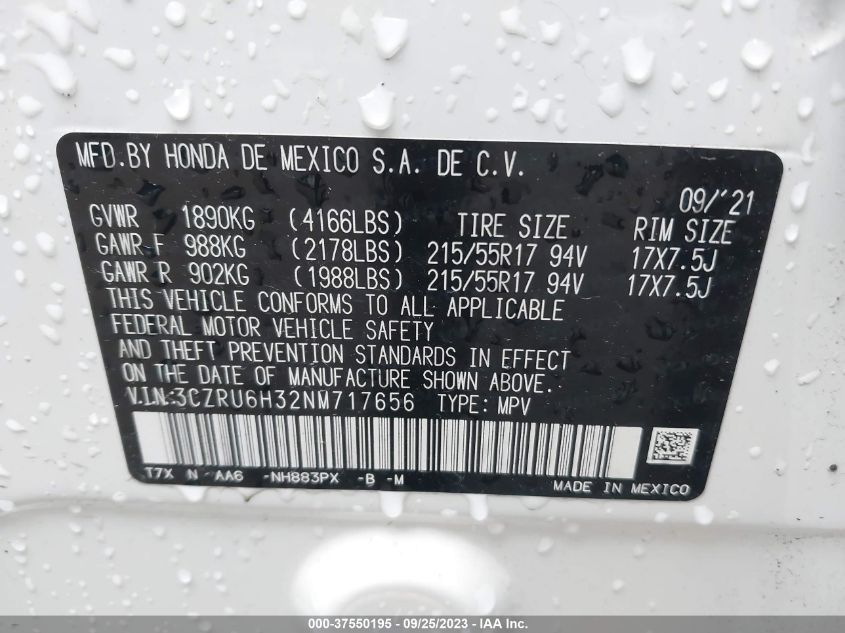 MFD.BY HONDA DE MEXICO S.A. DE C.V.
09/'21
GVWR 1890KG (4166LBS) TIRE SIZE RIM SIZE
GAWR F 988KG (2178LBS) 215/55R17 94V 17X7.5J
GAWR R 902KG (1988LBS) 215/55R17 94V 17X7.5J
THIS VEHICLE CONFORMS TO ALL APPLICABLE
FEDERAL MOTOR VEHICLE SAFETY
AND THEFT PREVENTION STANDARDS IN EFFECT
ON THE DATE OF MANUFACTURE SHOWN ABOVE.
V.I.N:3CZRU6H32NM717656 TYPE: MPV
T7X N AA6 -NH883PX -B -M
MADE IN MEXICO
000-37550195 - 09/25/2023 - IAA Inc.